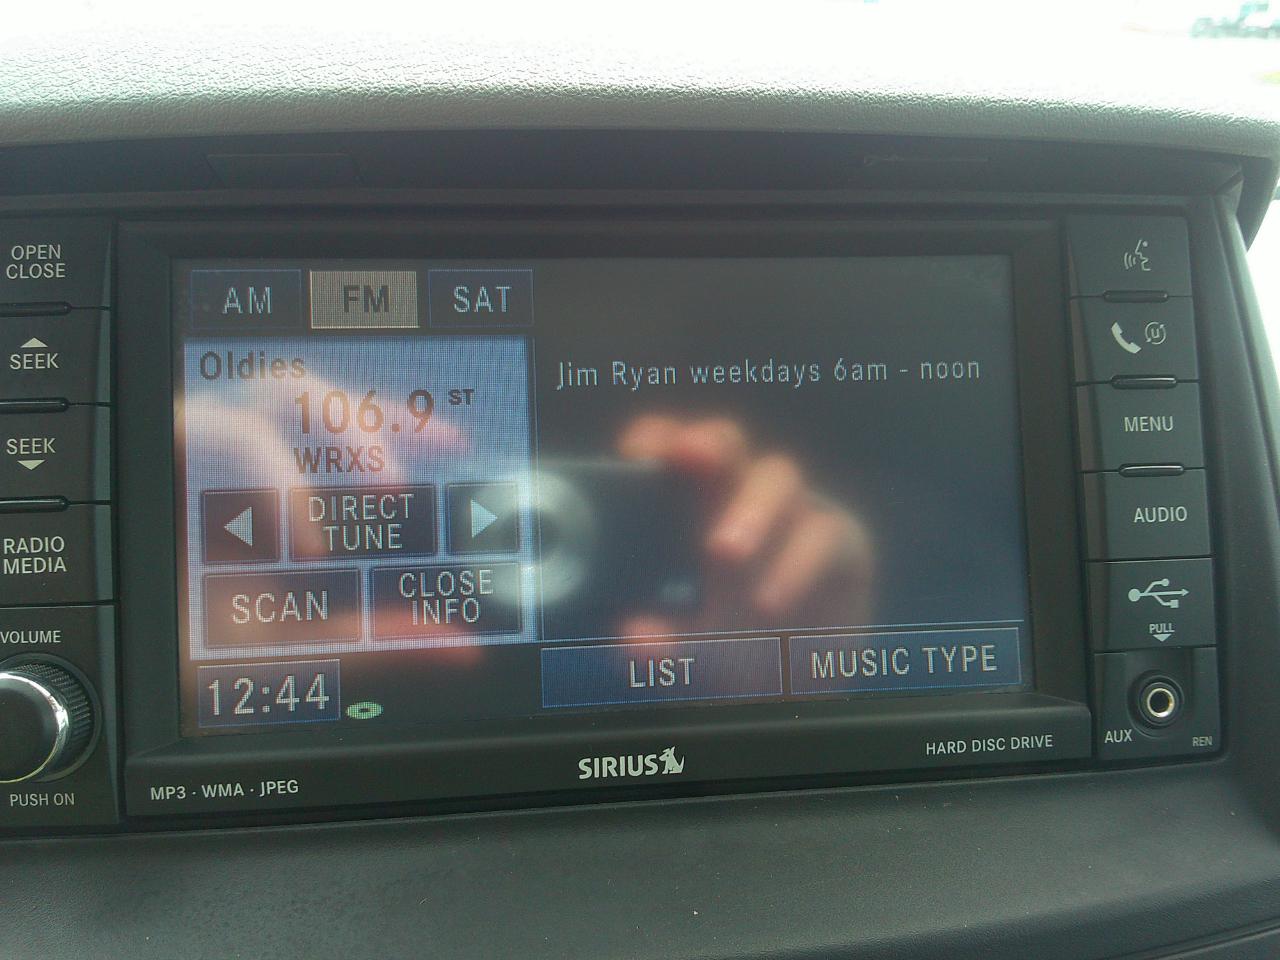 OPEN
CLOSE
SEEK
SEEK
RADIO
MEDIA
VOLUME
PUSH ON
AM
FM
SAT
Oldies
106.9 ST
WRXS
DIRECT
TUNE
SCAN
CLOSE
INFO
12:44
Jim Ryan weekdays 6am - noon
LIST
MUSIC TYPE
MP3 · WMA · JPEG
SIRIUS
HARD DISC DRIVE
MENU
AUDIO
PULL
AUX
REN